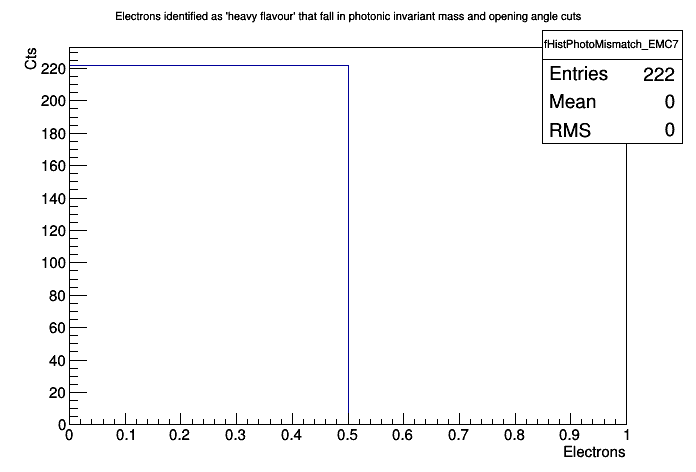 Electrons identified as 'heavy flavour' that fall in photonic invariant mass and opening angle cuts
fHistPhotoMismatch_EMC7
Entries 222
Mean 0
RMS 0
Cts
220
200
180
160
140
120
100
80
60
40
20
0
0 0.1 0.2 0.3 0.4 0.5 0.6 0.7 0.8 0.9 1
Electrons